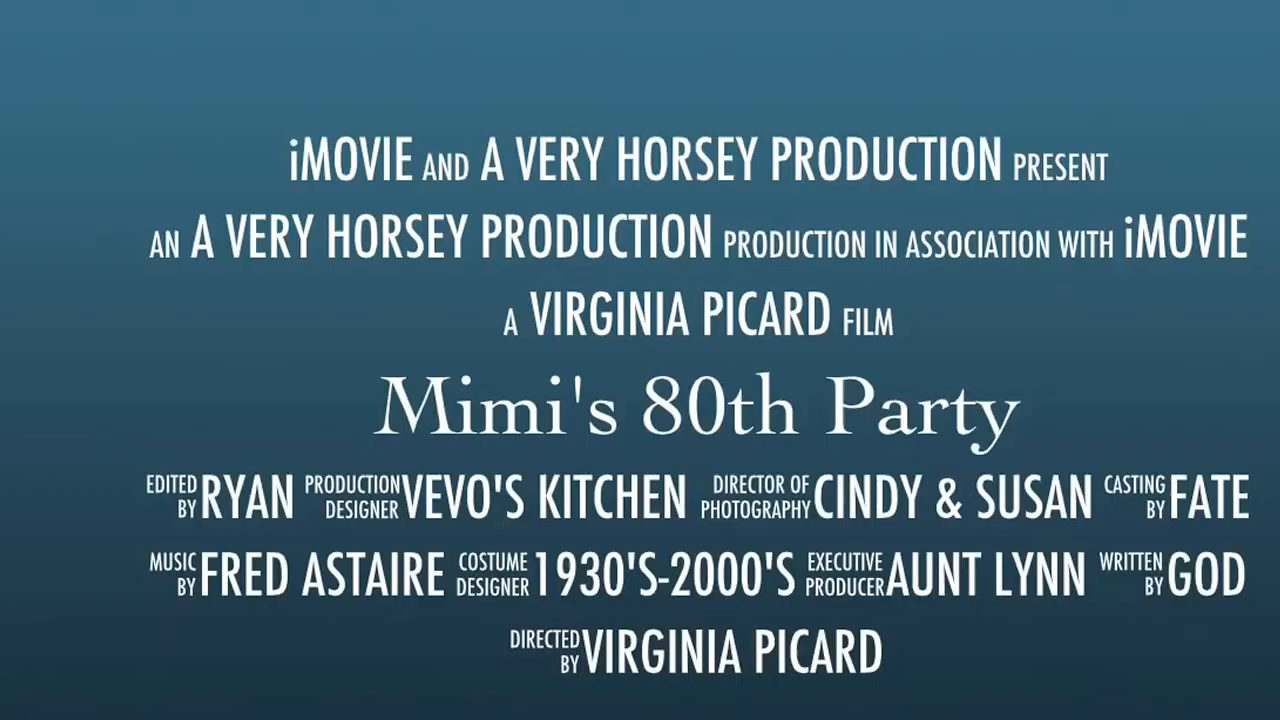 iMOVIE AND A VERY HORSEY PRODUCTION PRESENT
AN A VERY HORSEY PRODUCTION PRODUCTION IN ASSOCIATION WITH iMOVIE
A VIRGINIA PICARD FILM
Mimi's 80th Party
EDITED BY RYAN PRODUCTION DESIGNER VEVO'S KITCHEN DIRECTOR OF PHOTOGRAPHY CINDY & SUSAN CASTING BY FATE
MUSIC BY FRED ASTAIRE COSTUME DESIGNER 1930'S-2000'S EXECUTIVE PRODUCER AUNT LYNN WRITTEN BY GOD
DIRECTED BY VIRGINIA PICARD